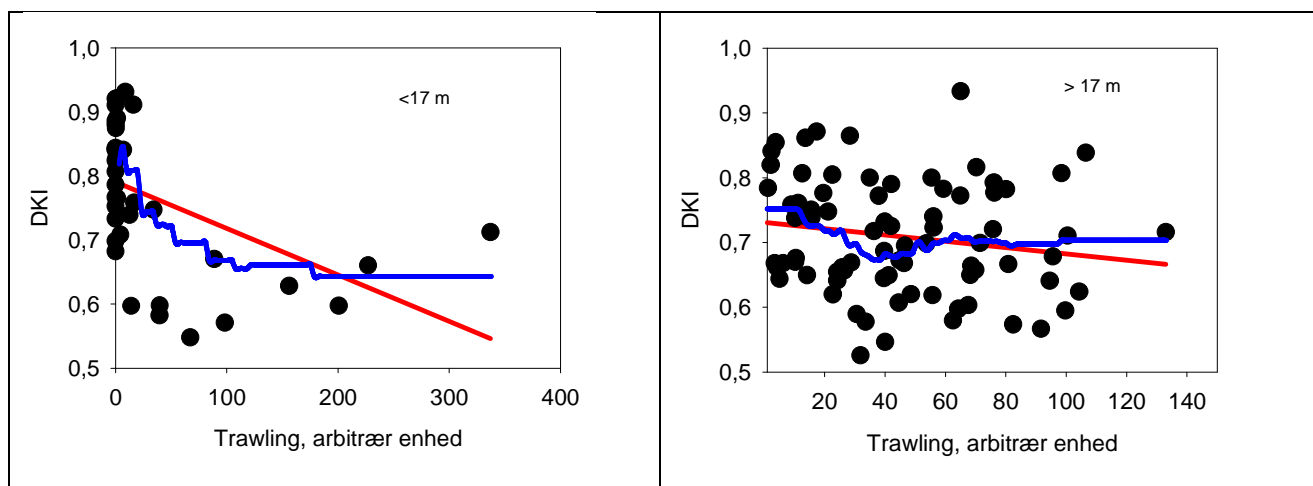 <17 m
DKI
1,0
0,9
0,8
0,7
0,6
0,5
0 100 200 300 400
Trawling, arbitrær enhed
> 17 m
DKI
1,0
0,9
0,8
0,7
0,6
0,5
20 40 60 80 100 120 140
Trawling, arbitrær enhed